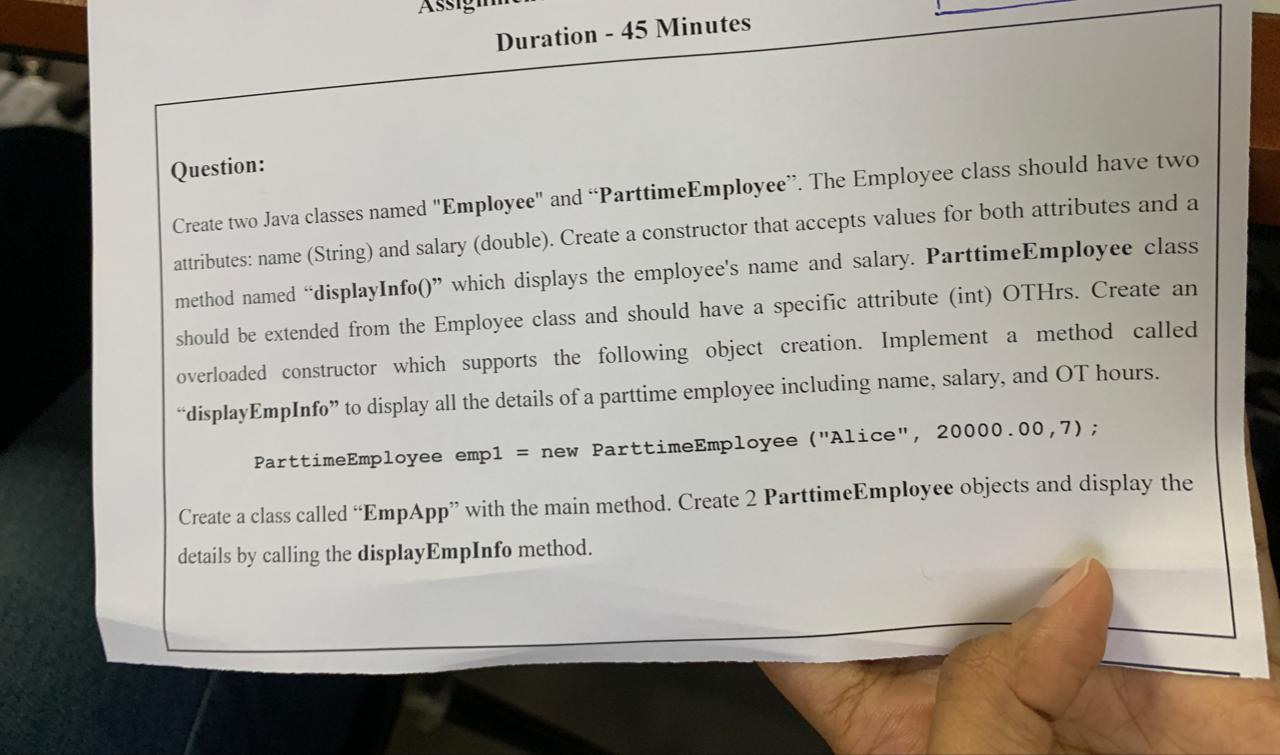 Duration - 45 Minutes
Question:
Create two Java classes named "Employee" and “ParttimeEmployee”. The Employee class should have two
attributes: name (String) and salary (double). Create a constructor that accepts values for both attributes and a
method named “displayInfo()” which displays the employee's name and salary. ParttimeEmployee class
should be extended from the Employee class and should have a specific attribute (int) OTHrs. Create an
overloaded constructor which supports the following object creation. Implement a method called
“displayEmpInfo” to display all the details of a parttime employee including name, salary, and OT hours.
ParttimeEmployee emp1 = new ParttimeEmployee ("Alice", 20000.00,7);
Create a class called “EmpApp” with the main method. Create 2 ParttimeEmployee objects and display the
details by calling the displayEmpInfo method.